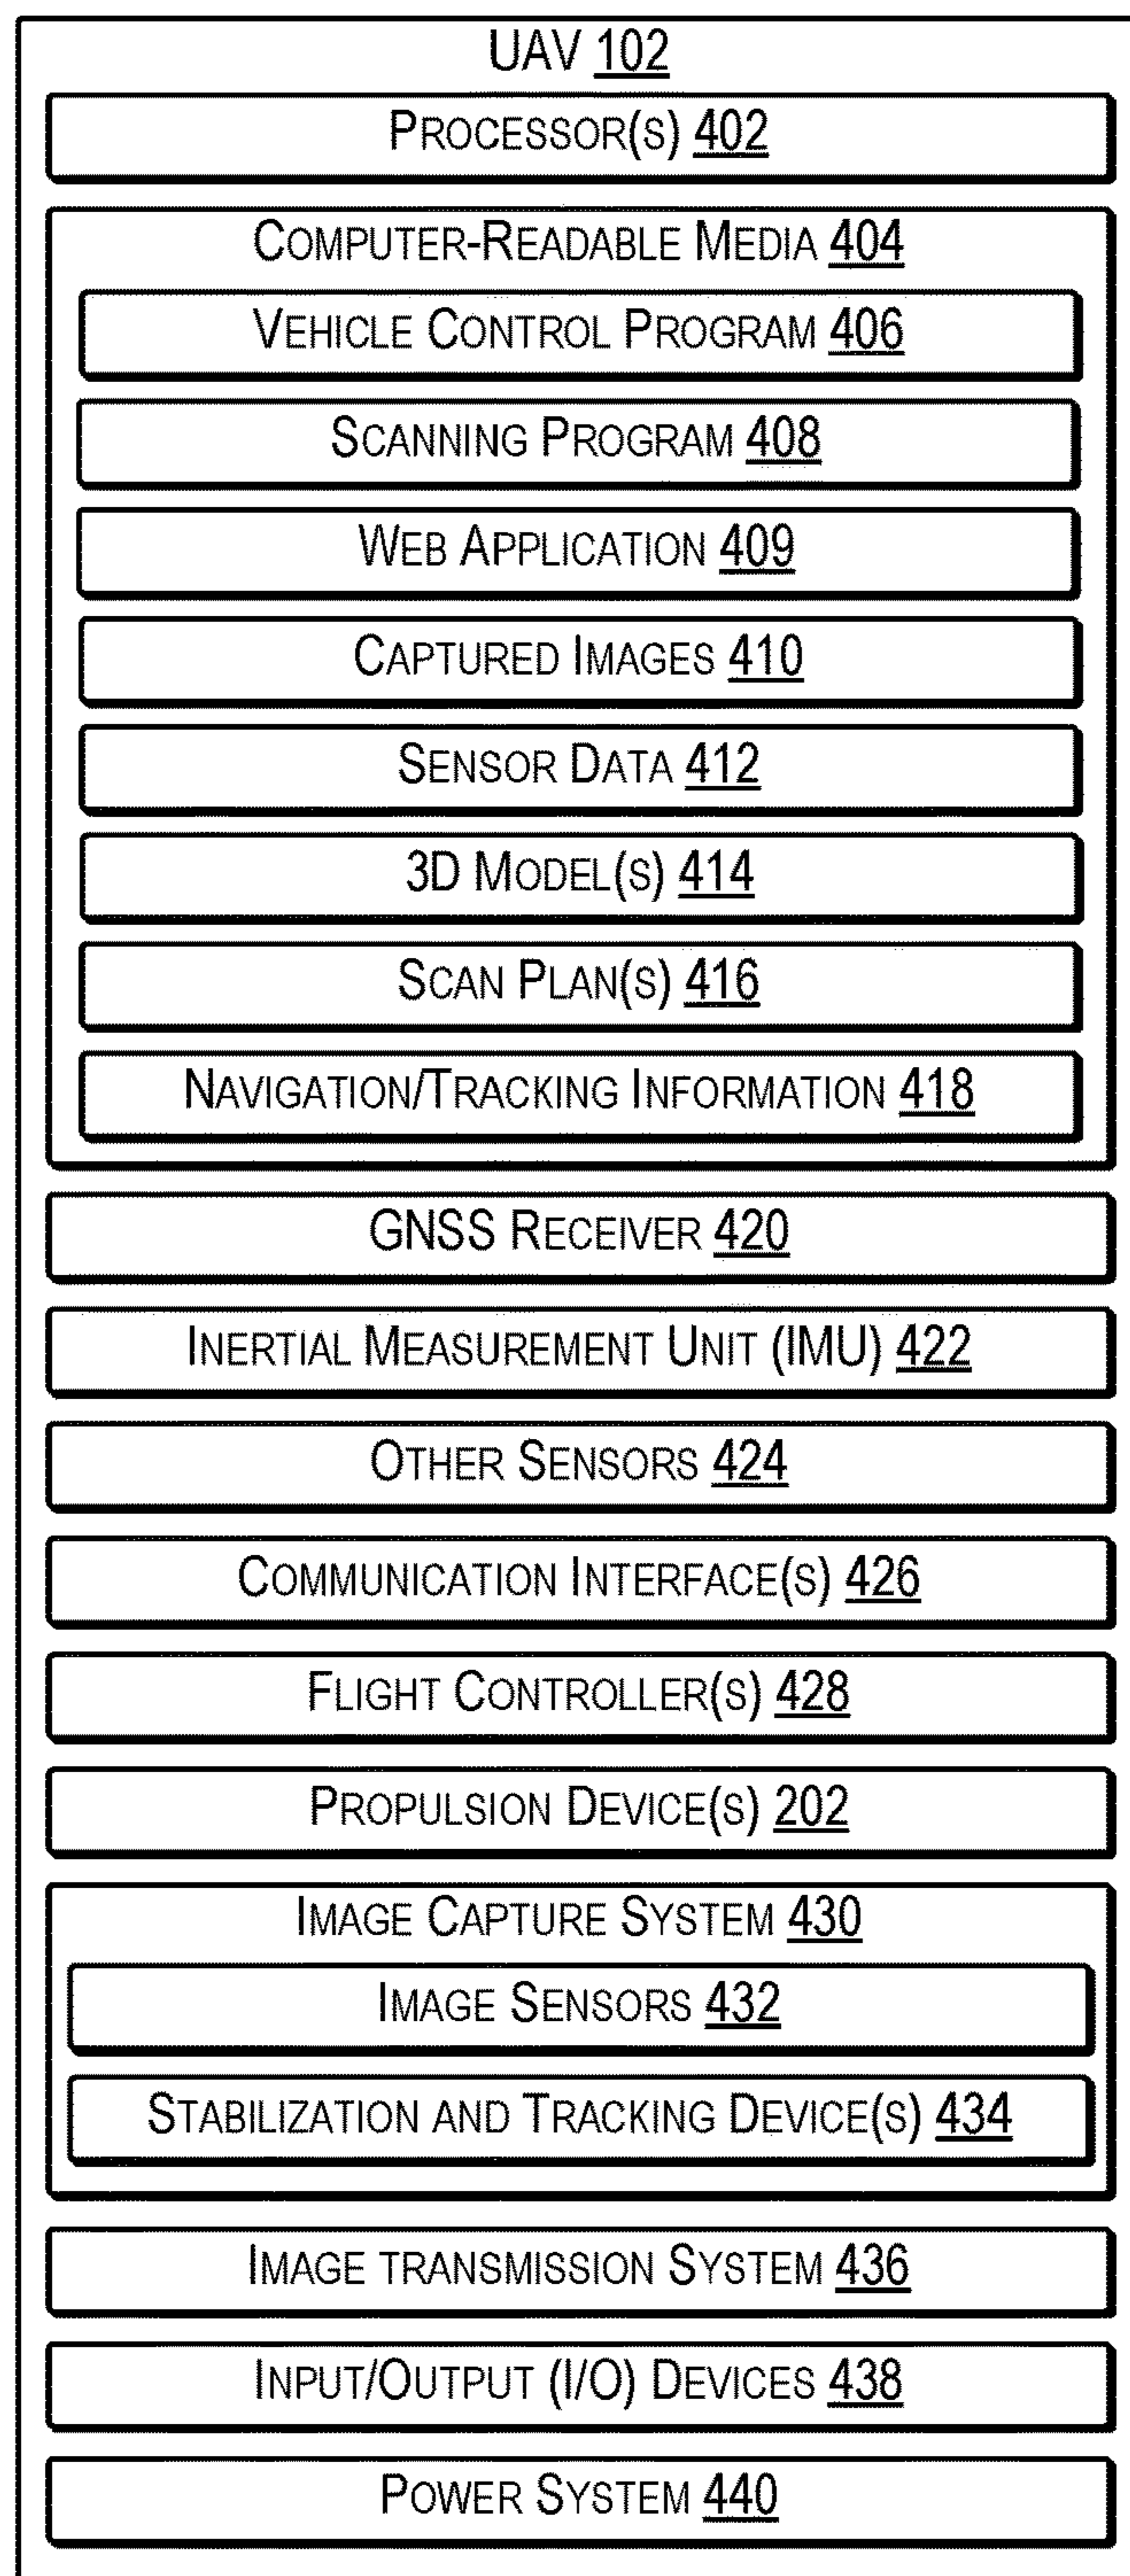 UAV 102
PROCESSOR(S) 402
COMPUTER-READABLE MEDIA 404
VEHICLE CONTROL PROGRAM 406
SCANNING PROGRAM 408
WEB APPLICATION 409
CAPTURED IMAGES 410
SENSOR DATA 412
3D MODEL(S) 414
SCAN PLAN(S) 416
NAVIGATION/TRACKING INFORMATION 418
GNSS RECEIVER 420
INERTIAL MEASUREMENT UNIT (IMU) 422
OTHER SENSORS 424
COMMUNICATION INTERFACE(S) 426
FLIGHT CONTROLLER(S) 428
PROPULSION DEVICE(S) 202
IMAGE CAPTURE SYSTEM 430
IMAGE SENSORS 432
STABILIZATION AND TRACKING DEVICE(S) 434
IMAGE TRANSMISSION SYSTEM 436
INPUT/OUTPUT (I/O) DEVICES 438
POWER SYSTEM 440